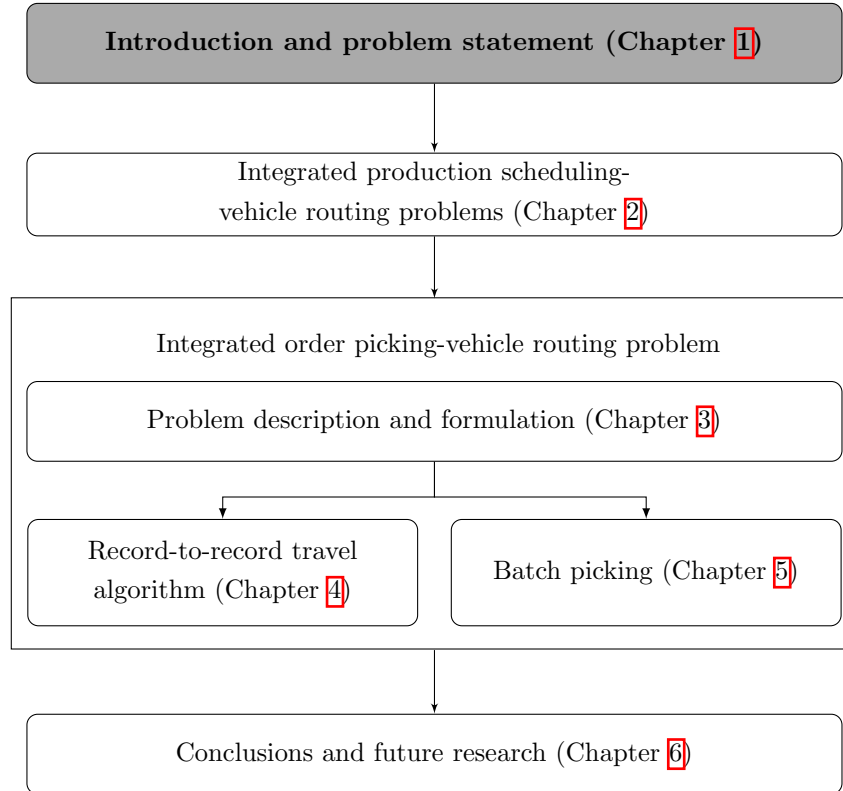 Introduction and problem statement (Chapter 1)
Integrated production scheduling-
vehicle routing problems (Chapter 2)
Integrated order picking-vehicle routing problem
Problem description and formulation (Chapter 3)
Record-to-record travel
algorithm (Chapter 4)
Batch picking (Chapter 5)
Conclusions and future research (Chapter 6)